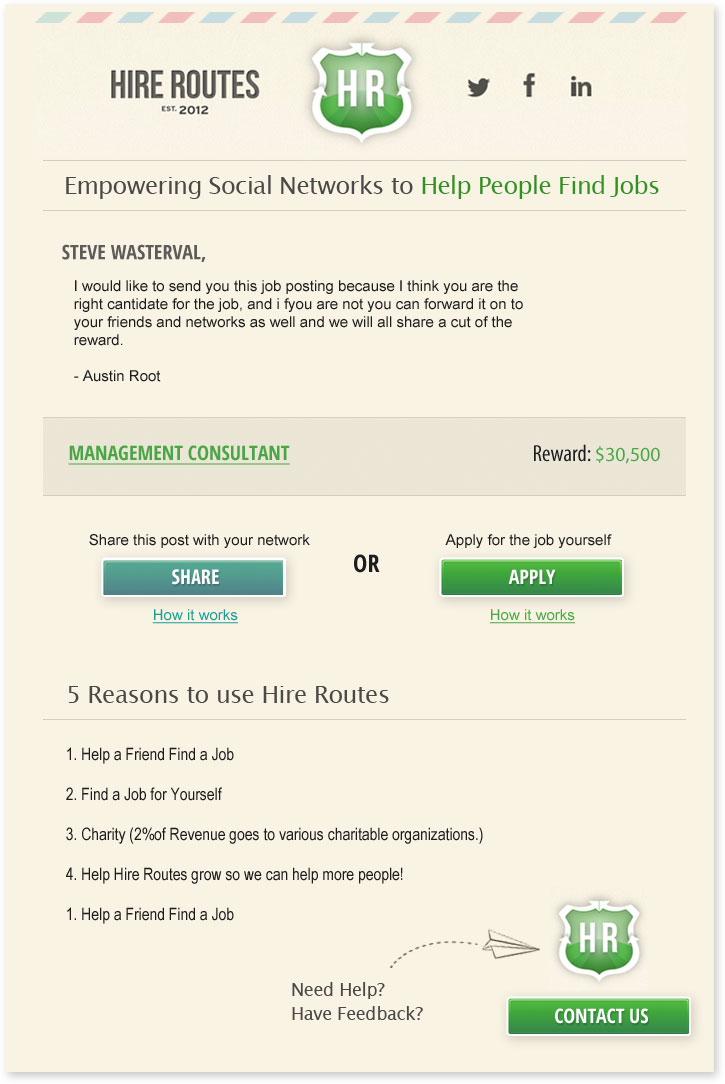 HIRE ROUTES
EST. 2012
HR
Empowering Social Networks to Help People Find Jobs
STEVE WASTERVAL,
I would like to send you this job posting because I think you are the
right cantidate for the job, and i fyou are not you can forward it on to
your friends and networks as well and we will all share a cut of the
reward.
- Austin Root
MANAGEMENT CONSULTANT
Reward: $30,500
Share this post with your network
SHARE
How it works
OR
Apply for the job yourself
APPLY
How it works
5 Reasons to use Hire Routes
1. Help a Friend Find a Job
2. Find a Job for Yourself
3. Charity (2%of Revenue goes to various charitable organizations.)
4. Help Hire Routes grow so we can help more people!
1. Help a Friend Find a Job
Need Help?
Have Feedback?
HR
CONTACT US